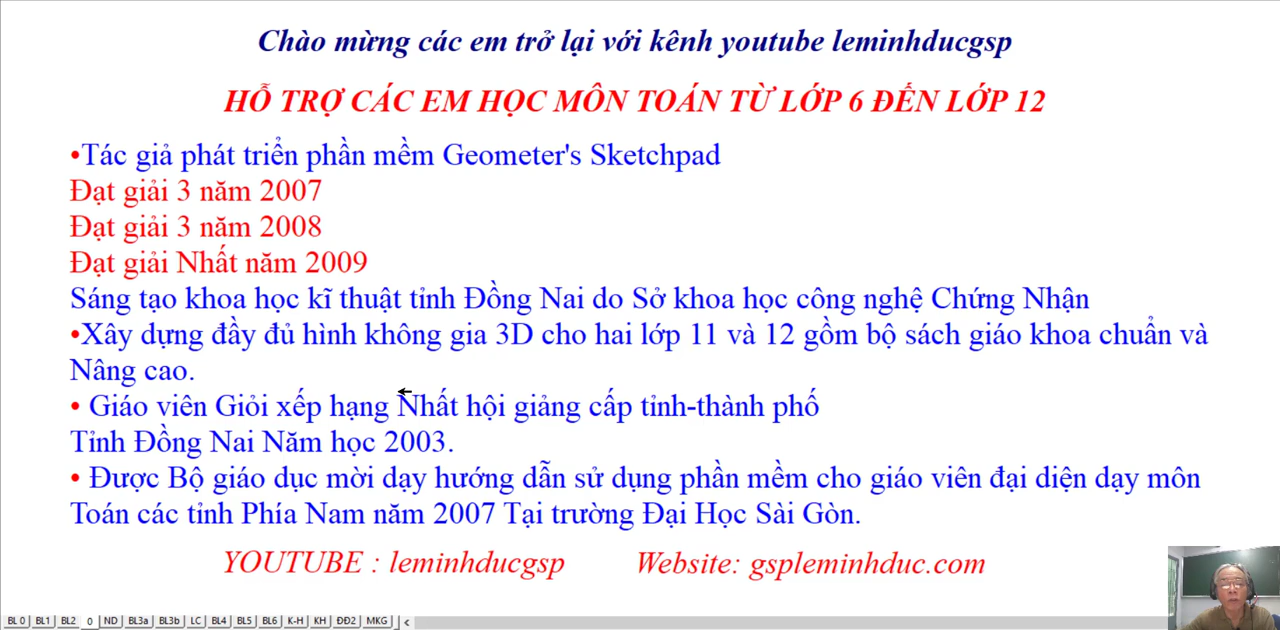 Chào mừng các em trở lại với kênh youtube leminhducgsp
HỖ TRỢ CÁC EM HỌC MÔN TOÁN TỪ LỚP 6 ĐẾN LỚP 12
•Tác giả phát triển phần mềm Geometer's Sketchpad
Đạt giải 3 năm 2007
Đạt giải 3 năm 2008
Đạt giải Nhất năm 2009
Sáng tạo khoa học kĩ thuật tỉnh Đồng Nai do Sở khoa học công nghệ Chứng Nhận
•Xây dựng đầy đủ hình không gia 3D cho hai lớp 11 và 12 gồm bộ sách giáo khoa chuẩn và
Nâng cao.
• Giáo viên Giỏi xếp hạng Nhất hội giảng cấp tỉnh-thành phố
Tỉnh Đồng Nai Năm học 2003.
• Được Bộ giáo dục mời dạy hướng dẫn sử dụng phần mềm cho giáo viên đại diện dạy môn
Toán các tỉnh Phía Nam năm 2007 Tại trường Đại Học Sài Gòn.
YOUTUBE : leminhducgsp Website: gspleminhduc.com
BL 0 BL1 BL2 0 ND BL3a BL3b LC BL4 BL5 BL6 K-H KH ĐĐ2 MKG